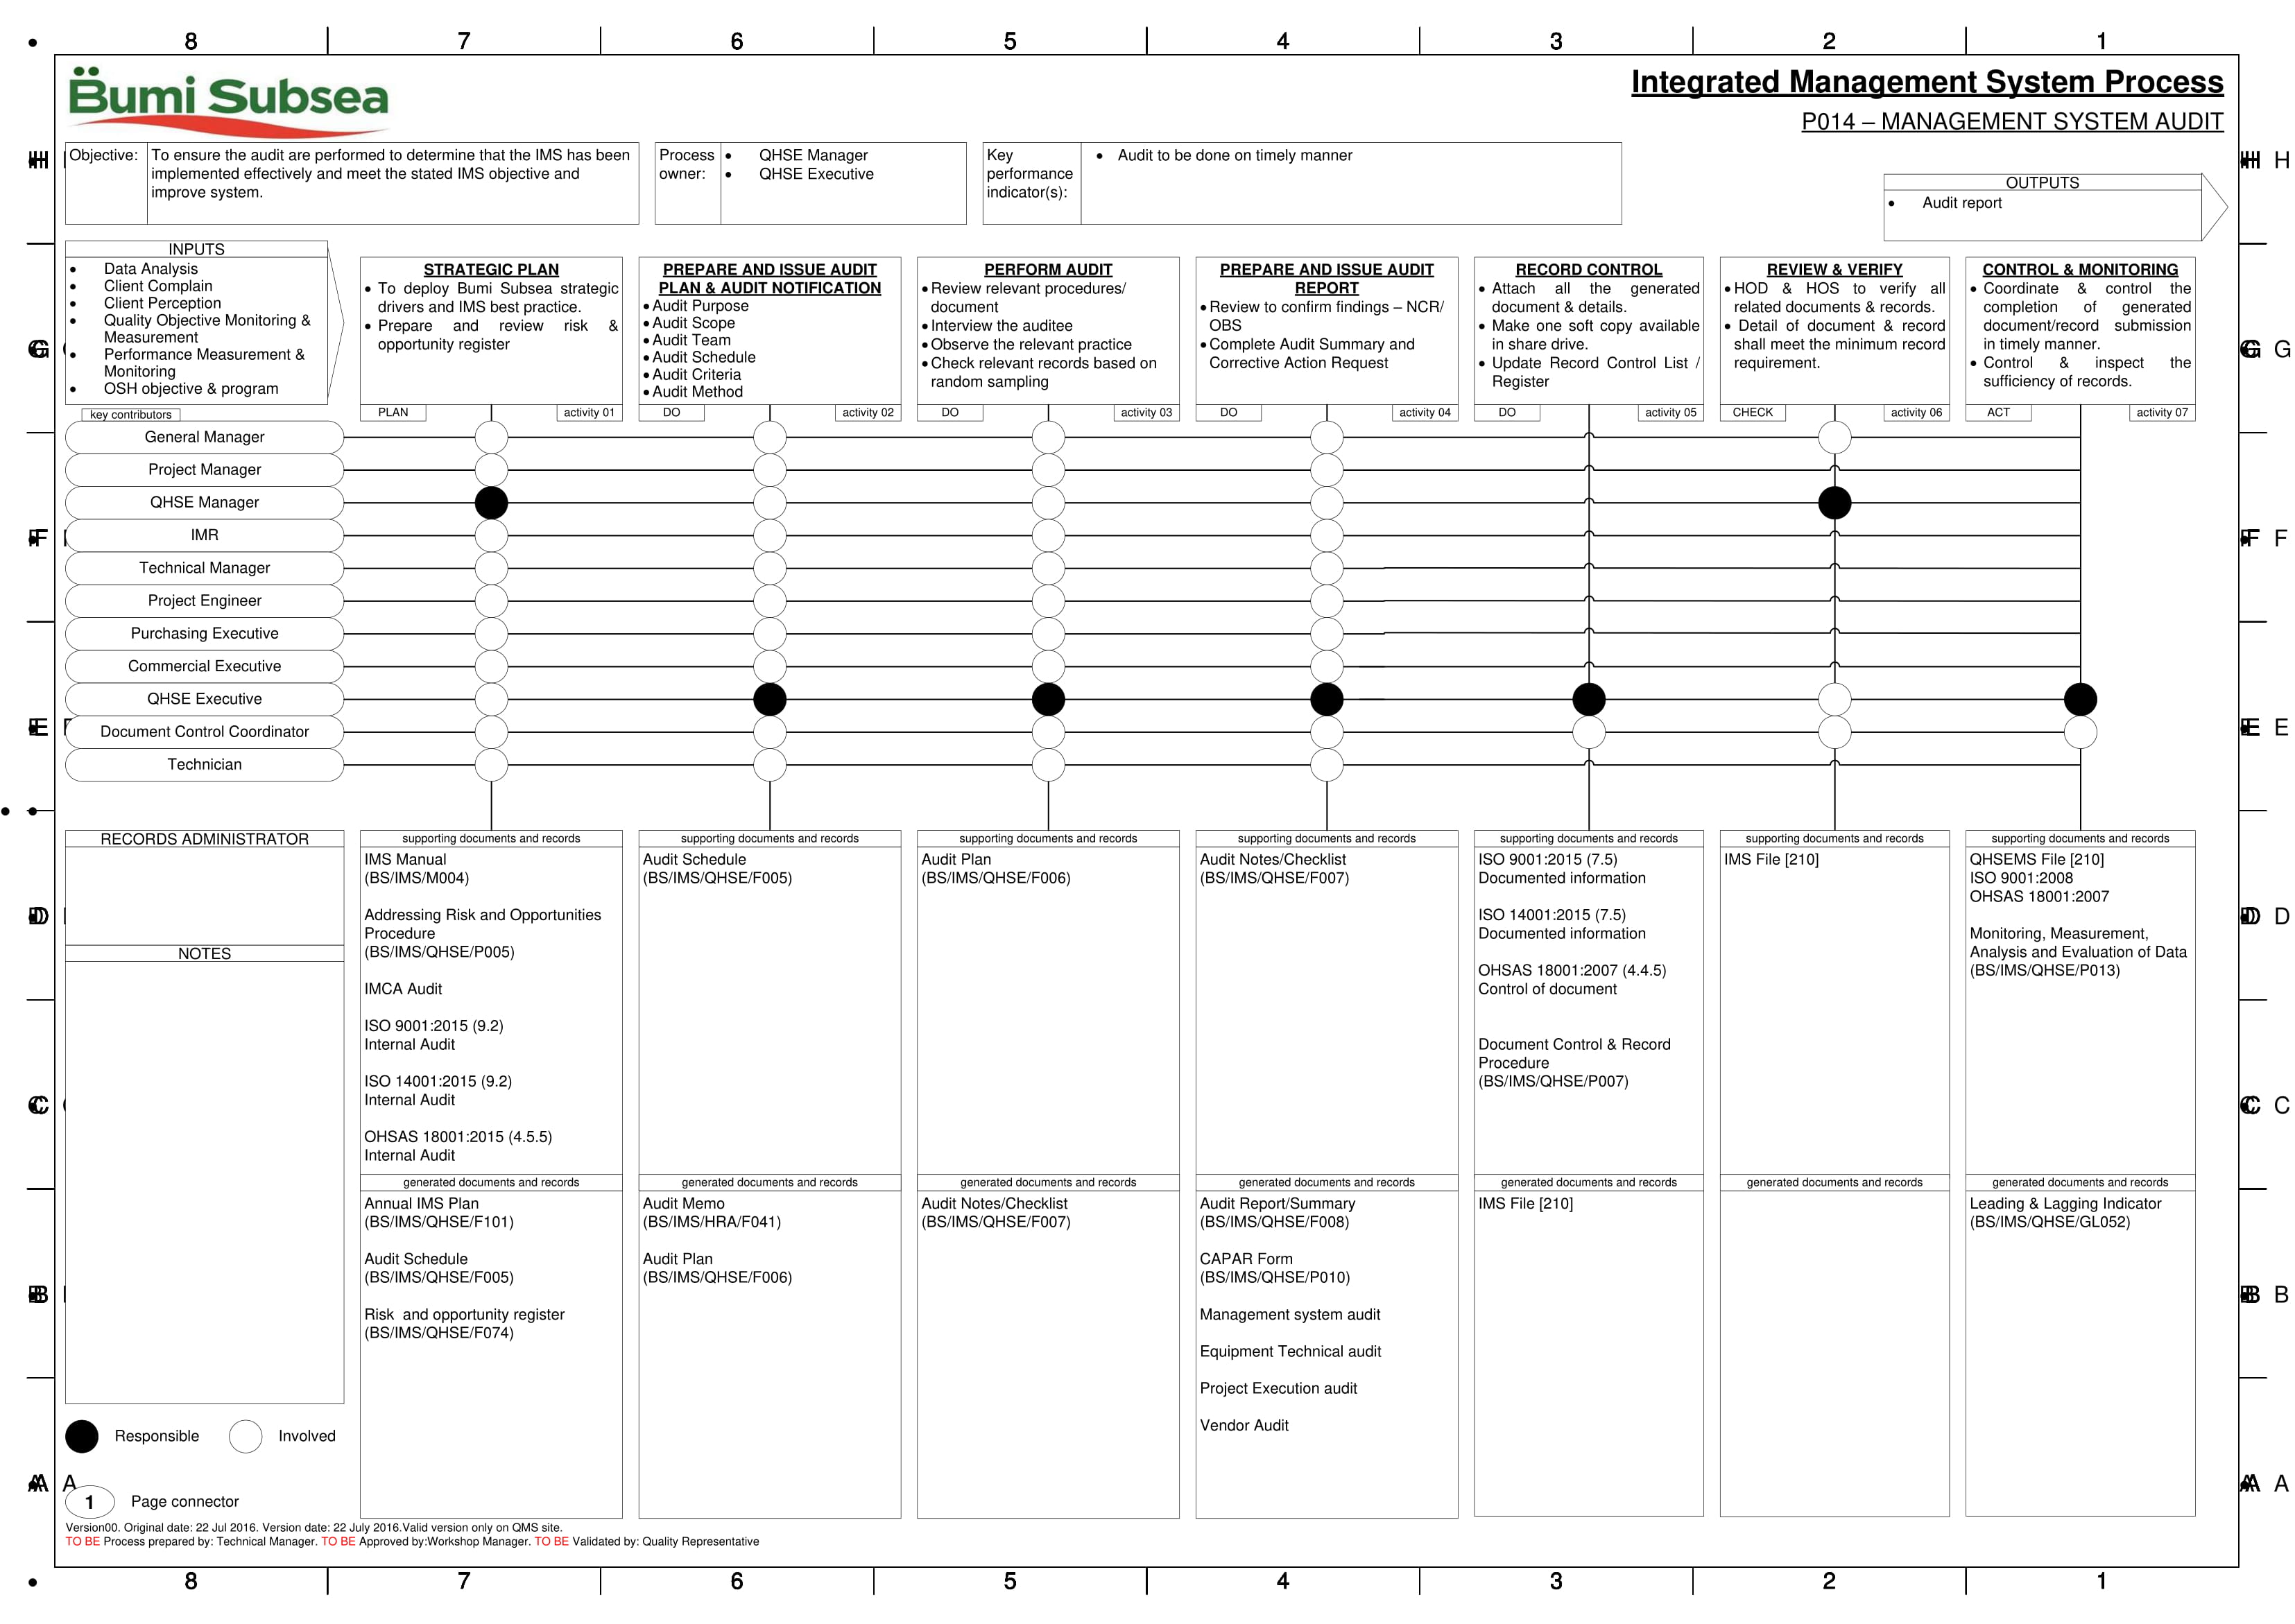 8 7 6 5 4 3 2 1
Bumi Subsea
Integrated Management System Process
P014 – MANAGEMENT SYSTEM AUDIT
Objective:
To ensure the audit are performed to determine that the IMS has been
implemented effectively and meet the stated IMS objective and
improve system.
Process
owner:
• QHSE Manager
• QHSE Executive
Key
performance
indicator(s):
• Audit to be done on timely manner
OUTPUTS
• Audit report
INPUTS
• Data Analysis
• Client Complain
• Client Perception
• Quality Objective Monitoring &
Measurement
• Performance Measurement &
Monitoring
• OSH objective & program
STRATEGIC PLAN
• To deploy Bumi Subsea strategic
drivers and IMS best practice.
• Prepare and review risk &
opportunity register
PLAN
activity 01
PREPARE AND ISSUE AUDIT
PLAN & AUDIT NOTIFICATION
• Audit Purpose
• Audit Scope
• Audit Team
• Audit Schedule
• Audit Criteria
• Audit Method
DO
activity 02
PERFORM AUDIT
• Review relevant procedures/
document
• Interview the auditee
• Observe the relevant practice
• Check relevant records based on
random sampling
DO
activity 03
PREPARE AND ISSUE AUDIT
REPORT
• Review to confirm findings – NCR/
OBS
• Complete Audit Summary and
Corrective Action Request
DO
activity 04
RECORD CONTROL
• Attach all the generated
document & details.
• Make one soft copy available
in share drive.
• Update Record Control List /
Register
DO
activity 05
REVIEW & VERIFY
• HOD & HOS to verify all
related documents & records.
• Detail of document & record
shall meet the minimum record
requirement.
CHECK
activity 06
CONTROL & MONITORING
• Coordinate & control the
completion of generated
document/record submission
in timely manner.
• Control & inspect the
sufficiency of records.
ACT
activity 07
key contributors
General Manager
Project Manager
QHSE Manager
IMR
Technical Manager
Project Engineer
Purchasing Executive
Commercial Executive
QHSE Executive
Document Control Coordinator
Technician
RECORDS ADMINISTRATOR
NOTES
supporting documents and records
IMS Manual
(BS/IMS/M004)
Addressing Risk and Opportunities
Procedure
(BS/IMS/QHSE/P005)
IMCA Audit
ISO 9001:2015 (9.2)
Internal Audit
ISO 14001:2015 (9.2)
Internal Audit
OHSAS 18001:2015 (4.5.5)
Internal Audit
generated documents and records
Annual IMS Plan
(BS/IMS/QHSE/F101)
Audit Schedule
(BS/IMS/QHSE/F005)
Risk and opportunity register
(BS/IMS/QHSE/F074)
supporting documents and records
Audit Schedule
(BS/IMS/QHSE/F005)
generated documents and records
Audit Memo
(BS/IMS/HRA/F041)
Audit Plan
(BS/IMS/QHSE/F006)
supporting documents and records
Audit Plan
(BS/IMS/QHSE/F006)
generated documents and records
Audit Notes/Checklist
(BS/IMS/QHSE/F007)
supporting documents and records
Audit Notes/Checklist
(BS/IMS/QHSE/F007)
generated documents and records
Audit Report/Summary
(BS/IMS/QHSE/F008)
CAPAR Form
(BS/IMS/QHSE/P010)
Management system audit
Equipment Technical audit
Project Execution audit
Vendor Audit
supporting documents and records
ISO 9001:2015 (7.5)
Documented information
ISO 14001:2015 (7.5)
Documented information
OHSAS 18001:2007 (4.4.5)
Control of document
Document Control & Record
Procedure
(BS/IMS/QHSE/P007)
generated documents and records
IMS File [210]
supporting documents and records
IMS File [210]
generated documents and records
supporting documents and records
QHSEMS File [210]
ISO 9001:2008
OHSAS 18001:2007
Monitoring, Measurement,
Analysis and Evaluation of Data
(BS/IMS/QHSE/P013)
generated documents and records
Leading & Lagging Indicator
(BS/IMS/QHSE/GL052)
Responsible
Involved
1
Page connector
Version00. Original date: 22 Jul 2016. Version date: 22 July 2016.Valid version only on QMS site.
TO BE Process prepared by: Technical Manager. TO BE Approved by:Workshop Manager. TO BE Validated by: Quality Representative
H
G
F
E
D
C
B
A
8 7 6 5 4 3 2 1